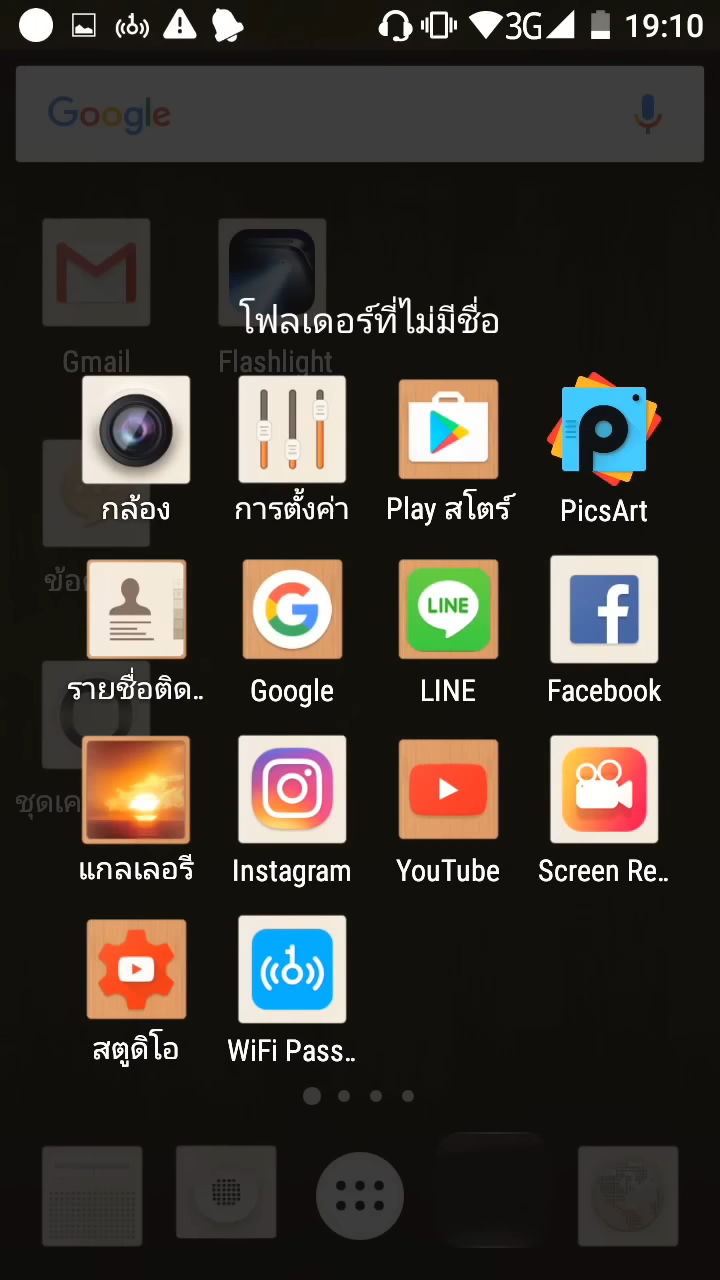 3G 19:10
Google
Gmail Flashlight
โฟลเดอร์ที่ไม่มีชื่อ
กล้อง การตั้งค่า Play สโตร์ PicsArt
รายชื่อติด.. Google LINE Facebook
แกลเลอรี Instagram YouTube Screen Re..
สตูดิโอ WiFi Pass..